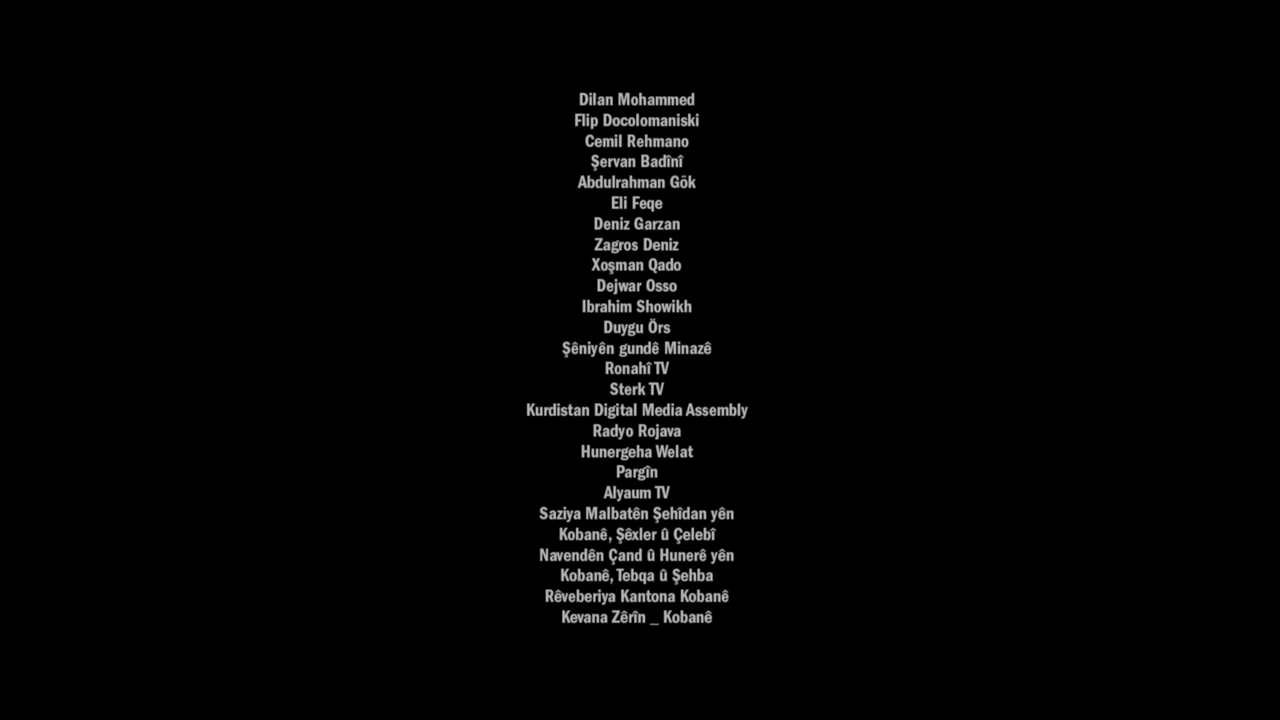 Dilan Mohammed
Flip Docolomaniski
Cemil Rehmano
Şervan Badînî
Abdulrahman Gök
Eli Feqe
Deniz Garzan
Zagros Deniz
Xoşman Qado
Dejwar Osso
Ibrahim Showikh
Duygu Örs
Şêniyên gundê Minazê
Ronahî TV
Sterk TV
Kurdistan Digital Media Assembly
Radyo Rojava
Hunergeha Welat
Pargîn
Alyaum TV
Saziya Malbatên Şehîdan yên
Kobanê, Şêxler û Çelebî
Navendên Çand û Hunerê yên
Kobanê, Tebqa û Şehba
Rêveberiya Kantona Kobanê
Kevana Zêrîn _ Kobanê